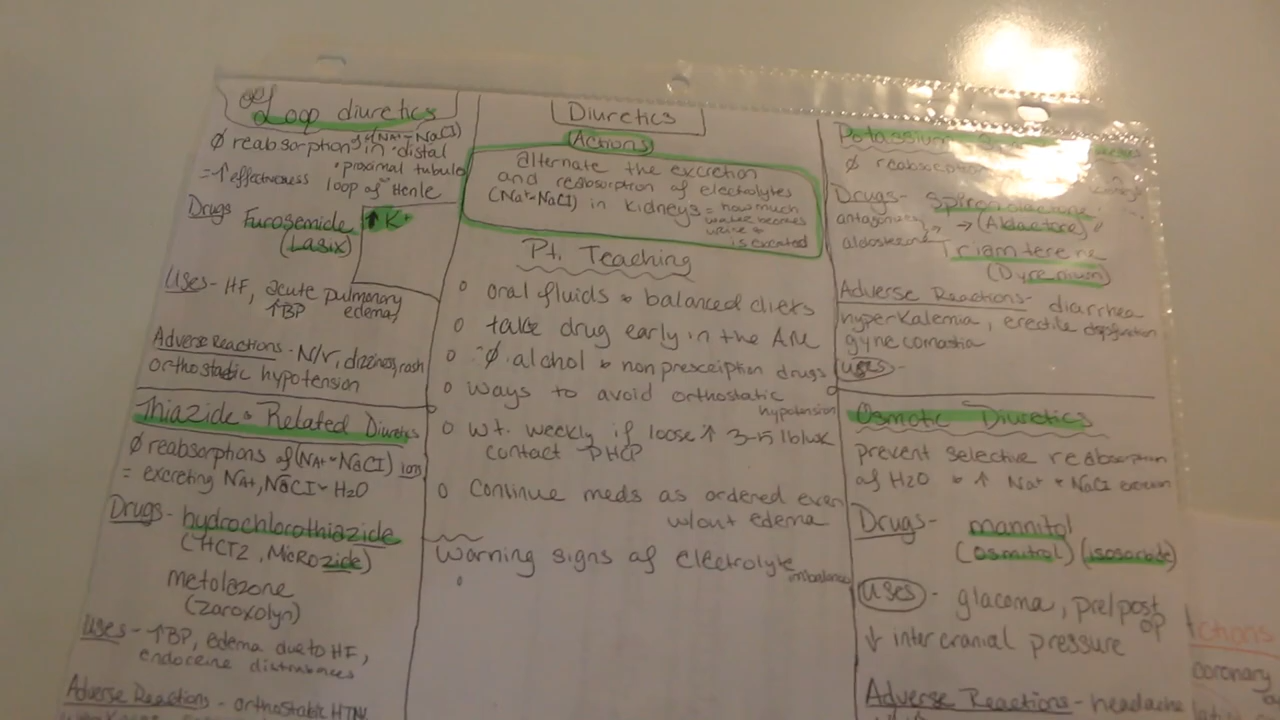 Loop diuretics
Ø reabsorption of (Na+ NaCl)
in distal
proximal tubule
=↑ effectiveness loop of Henle
Drugs Furosemide
(Lasix)
↑ K+
Uses- HF, acute pulmonary
↑BP edema
Adverse Reactions - N/V, dizziness, rash
orthostatic hypotension
Thiazide & Related Diuretics
Ø reabsorptions of (Na+ NaCl) ions
= excreting Na+, NaCl H2O
Drugs- hydrochlorothiazide
(HCTZ, Microzide)
metolazone
(Zaroxolyn)
Uses- ↑BP, edema due to HF,
endocrine disturbances
Adverse Reactions - orthostatic HTN
Diuretics
Actions
alternate the excretion
and reabsorption of electrolytes
(Na+ NaCl) in kidneys = how much
water becomes
urine &
is excreted
Pt. Teaching
oral fluids & balanced diets
take drug early in the AM
Ø alchol & nonpresciption drugs
ways to avoid orthostatic
hypotension
wt. weekly if loose ↑ 3-5 lb/wk
contact PHCP
Continue meds as ordered even
w/out edema
Warning signs of electrolyte
imbalance
Potassium
Ø reabsorption
Drugs- Spironolactone
antagonizes → (Aldactone)
aldosterone Triamterene
(Dyrenium)
Adverse Reactions- diarrhea
hyperkalemia, erectile dysfunction
gynecomastia
Uses-
Osmotic Diuretics
prevent selective reabsorption
of H2O & ↑ Na+ & NaCl excretion
Drugs- mannitol
(osmitrol) (isosorbide)
Uses - glacoma, pre/post
op
↓ intercranial pressure
Adverse Reactions - headache
ctions
coronary